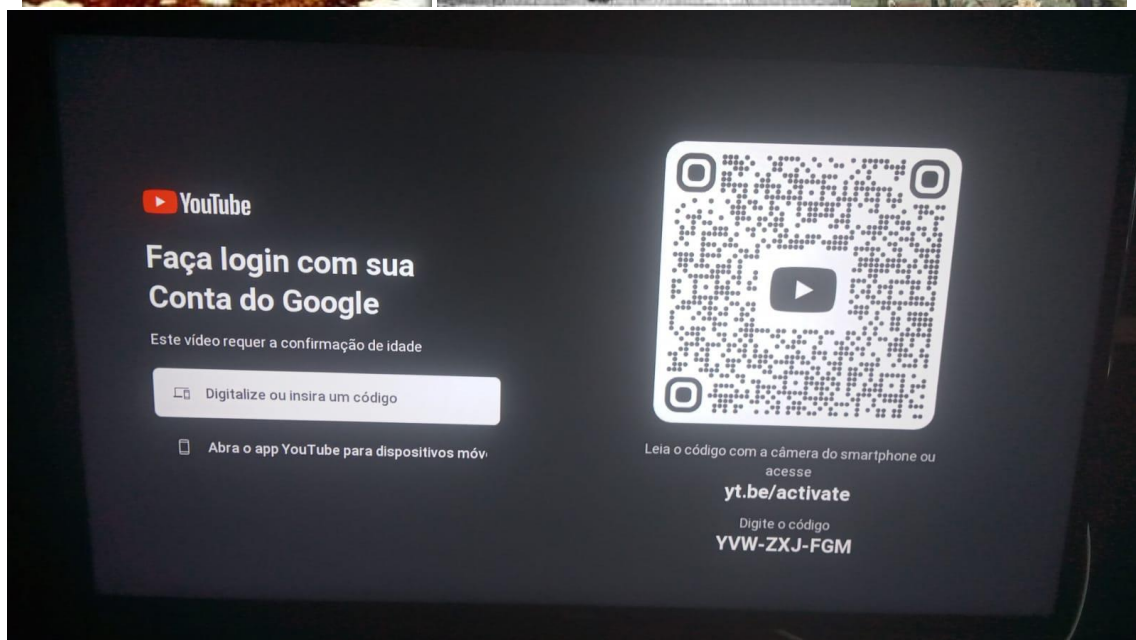 YouTube
Faça login com sua
Conta do Google
Este vídeo requer a confirmação de idade
Digitalize ou insira um código
Abra o app YouTube para dispositivos móv
Leia o código com a câmera do smartphone ou
acesse
yt.be/activate
Digite o código
YVW-ZXJ-FGM